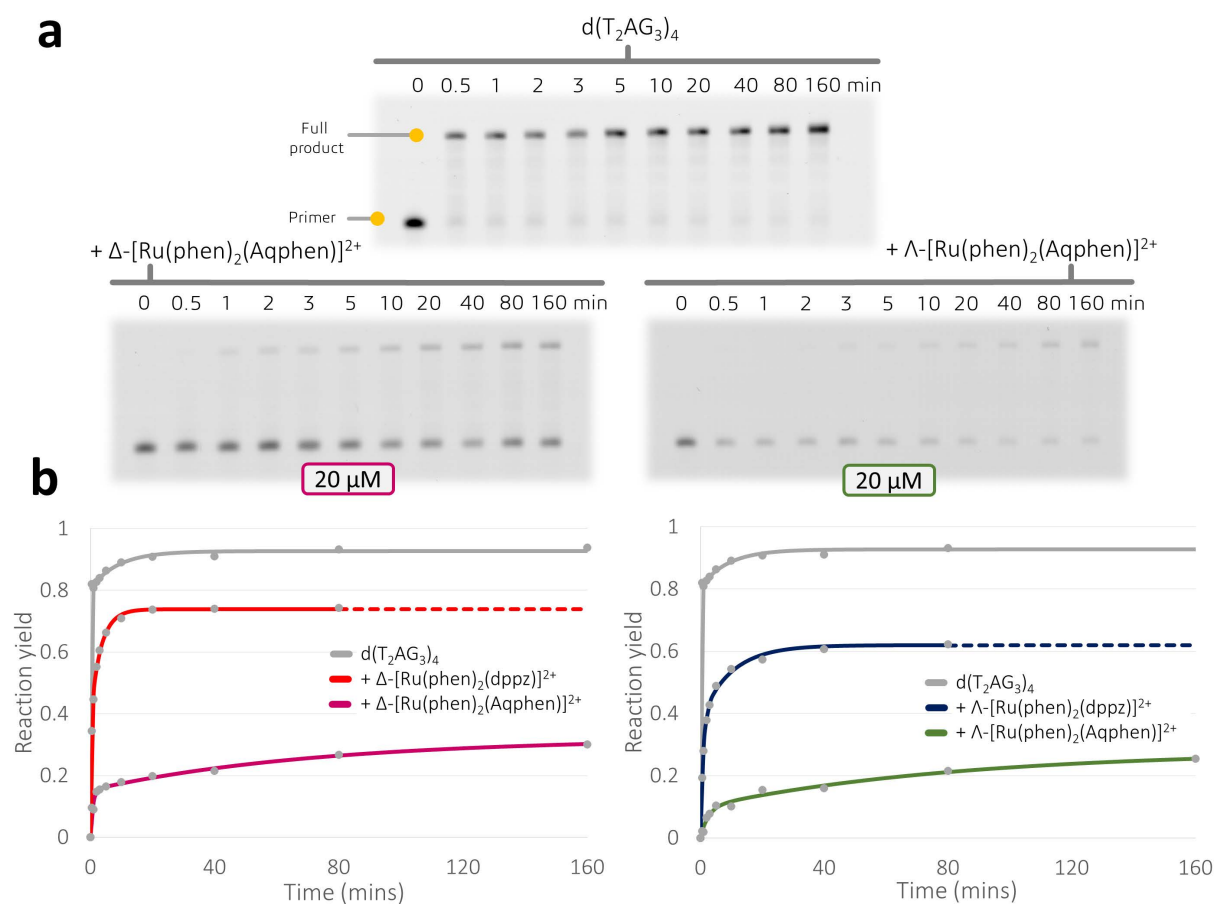 a
d(T₂AG₃)₄
0 0.5 1 2 3 5 10 20 40 80 160 min
Full
product
Primer
+ Δ-[Ru(phen)₂(Aqphen)]²⁺
0 0.5 1 2 3 5 10 20 40 80 160 min
20 µM
+ Λ-[Ru(phen)₂(Aqphen)]²⁺
0 0.5 1 2 3 5 10 20 40 80 160 min
20 µM
b
Reaction yield
1
0.8
0.6
0.4
0.2
0
d(T₂AG₃)₄
+ Δ-[Ru(phen)₂(dppz)]²⁺
+ Δ-[Ru(phen)₂(Aqphen)]²⁺
0 40 80 120 160
Time (mins)
Reaction yield
1
0.8
0.6
0.4
0.2
0
d(T₂AG₃)₄
+ Λ-[Ru(phen)₂(dppz)]²⁺
+ Λ-[Ru(phen)₂(Aqphen)]²⁺
0 40 80 120 160
Time (mins)